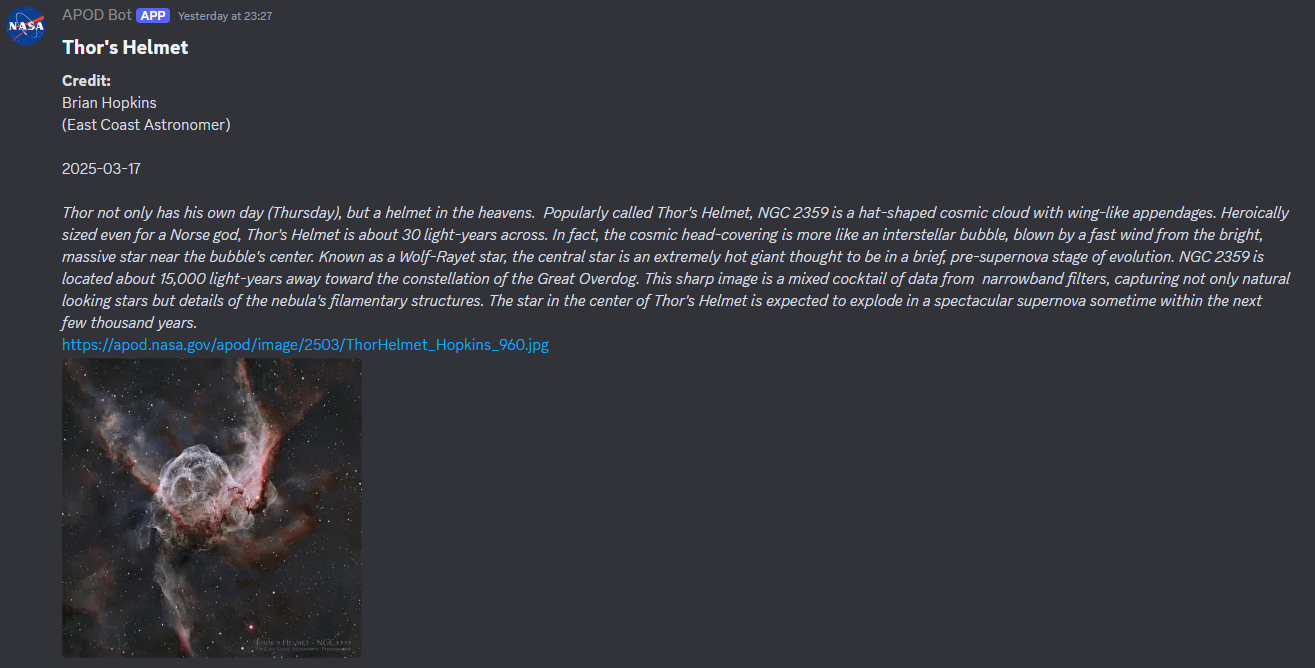 NASA
APOD Bot APP Yesterday at 23:27
Thor's Helmet
Credit:
Brian Hopkins
(East Coast Astronomer)
2025-03-17
Thor not only has his own day (Thursday), but a helmet in the heavens.  Popularly called Thor's Helmet, NGC 2359 is a hat-shaped cosmic cloud with wing-like appendages. Heroically
sized even for a Norse god, Thor's Helmet is about 30 light-years across. In fact, the cosmic head-covering is more like an interstellar bubble, blown by a fast wind from the bright,
massive star near the bubble's center. Known as a Wolf-Rayet star, the central star is an extremely hot giant thought to be in a brief, pre-supernova stage of evolution. NGC 2359 is
located about 15,000 light-years away toward the constellation of the Great Overdog. This sharp image is a mixed cocktail of data from  narrowband filters, capturing not only natural
looking stars but details of the nebula's filamentary structures. The star in the center of Thor's Helmet is expected to explode in a spectacular supernova sometime within the next
few thousand years.
https://apod.nasa.gov/apod/image/2503/ThorHelmet_Hopkins_960.jpg
Thor's Helmet - NGC